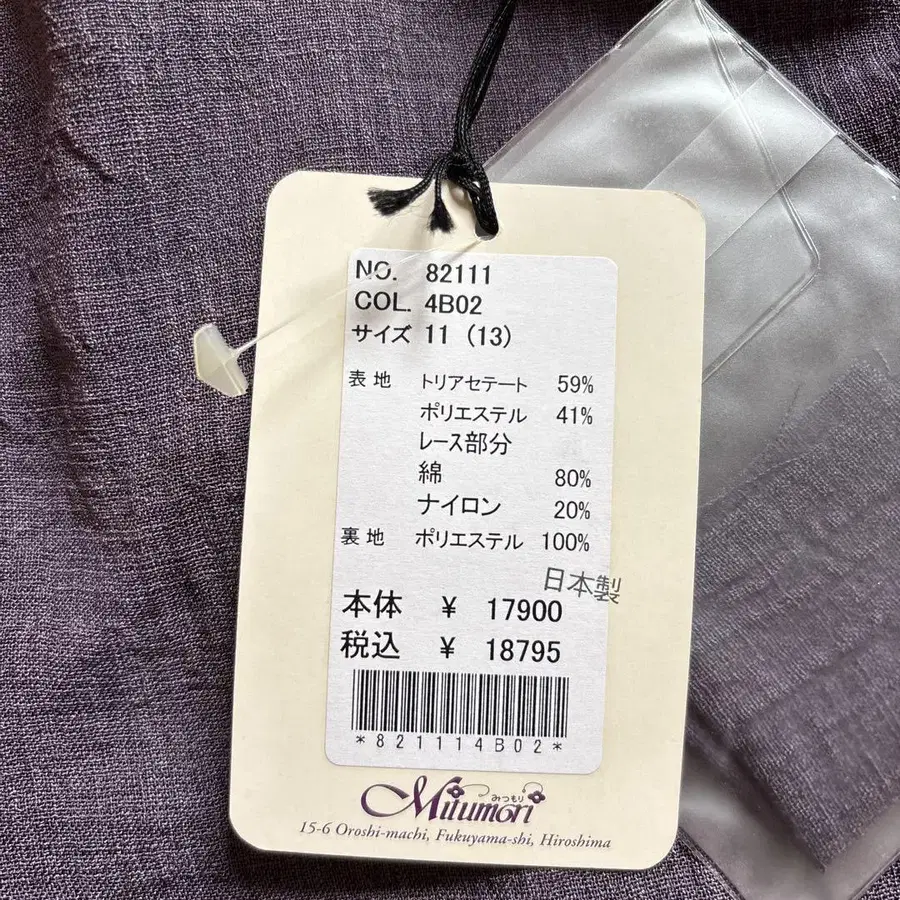 NO. 82111
COL. 4B02
サイズ 11 (13)
表地 トリアセテート 59%
ポリエステル 41%
レース部分
綿 80%
ナイロン 20%
裏地 ポリエステル 100%
日本製
本体 ¥ 17900
税込 ¥ 18795
*821114B02*
みつもり
Mitumori
15-6 Oroshi-machi, Fukuyama-shi, Hiroshima